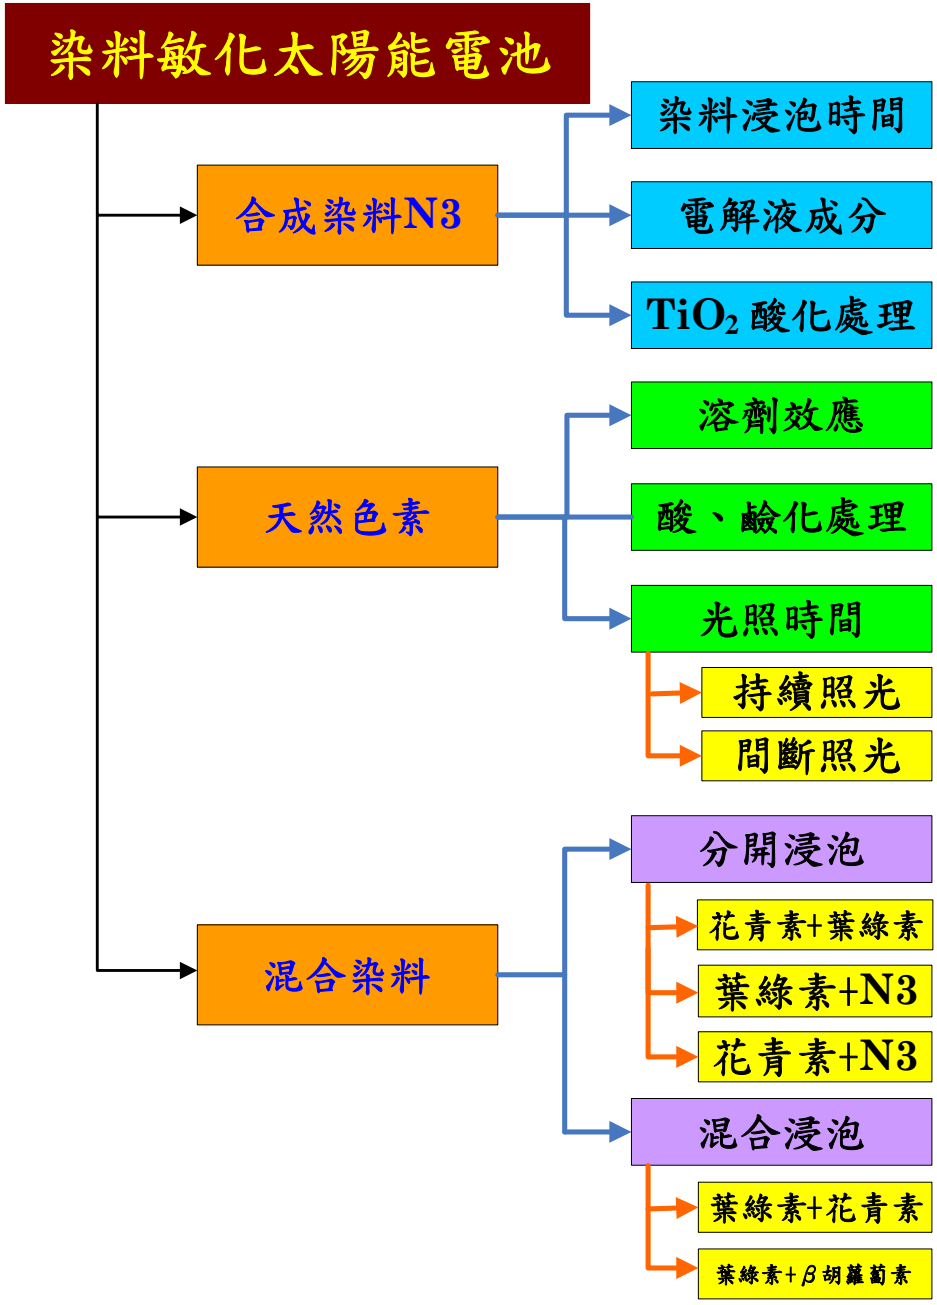 染料敏化太陽能電池
合成染料N3
染料浸泡時間
電解液成分
TiO₂ 酸化處理
天然色素
溶劑效應
酸、鹼化處理
光照時間
持續照光
間斷照光
混合染料
分開浸泡
花青素+葉綠素
葉綠素+N3
花青素+N3
混合浸泡
葉綠素+花青素
葉綠素+β胡蘿蔔素